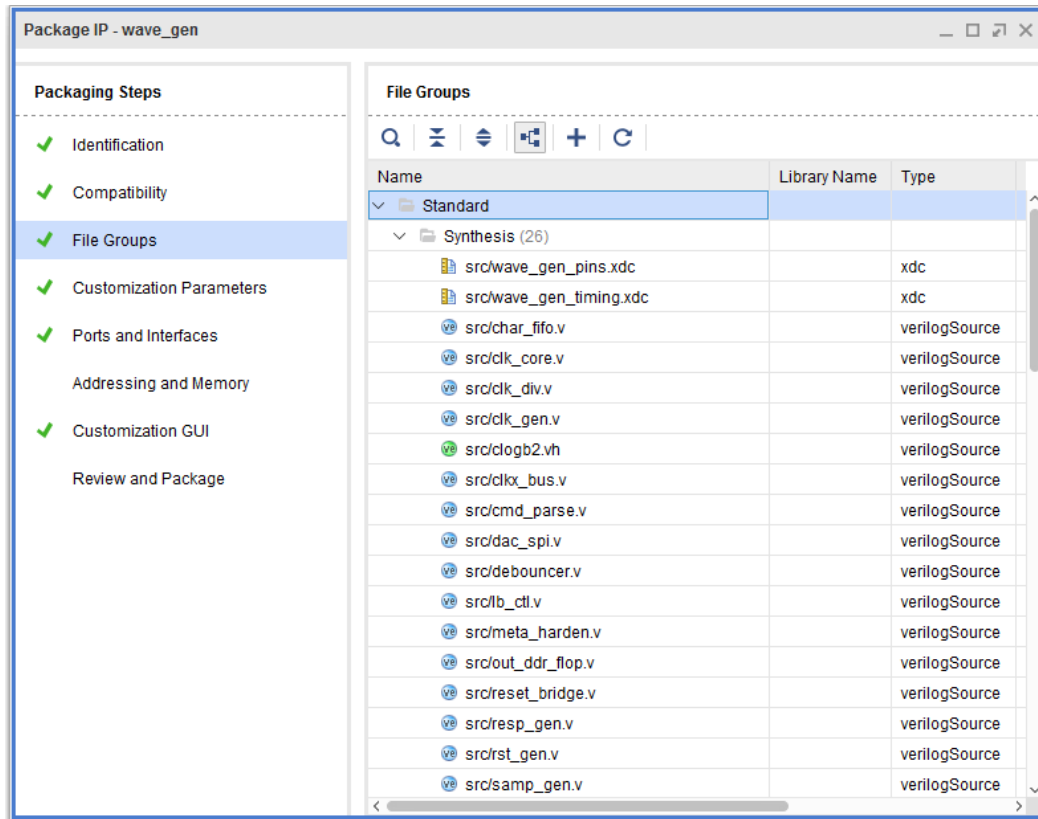 Package IP - wave_gen
Packaging Steps
Identification
Compatibility
File Groups
Customization Parameters
Ports and Interfaces
Addressing and Memory
Customization GUI
Review and Package
File Groups
Name Library Name Type
Standard
Synthesis (26)
src/wave_gen_pins.xdc xdc
src/wave_gen_timing.xdc xdc
src/char_fifo.v verilogSource
src/clk_core.v verilogSource
src/clk_div.v verilogSource
src/clk_gen.v verilogSource
src/clogb2.vh verilogSource
src/clkx_bus.v verilogSource
src/cmd_parse.v verilogSource
src/dac_spi.v verilogSource
src/debouncer.v verilogSource
src/lb_ctl.v verilogSource
src/meta_harden.v verilogSource
src/out_ddr_flop.v verilogSource
src/reset_bridge.v verilogSource
src/resp_gen.v verilogSource
src/rst_gen.v verilogSource
src/samp_gen.v verilogSource